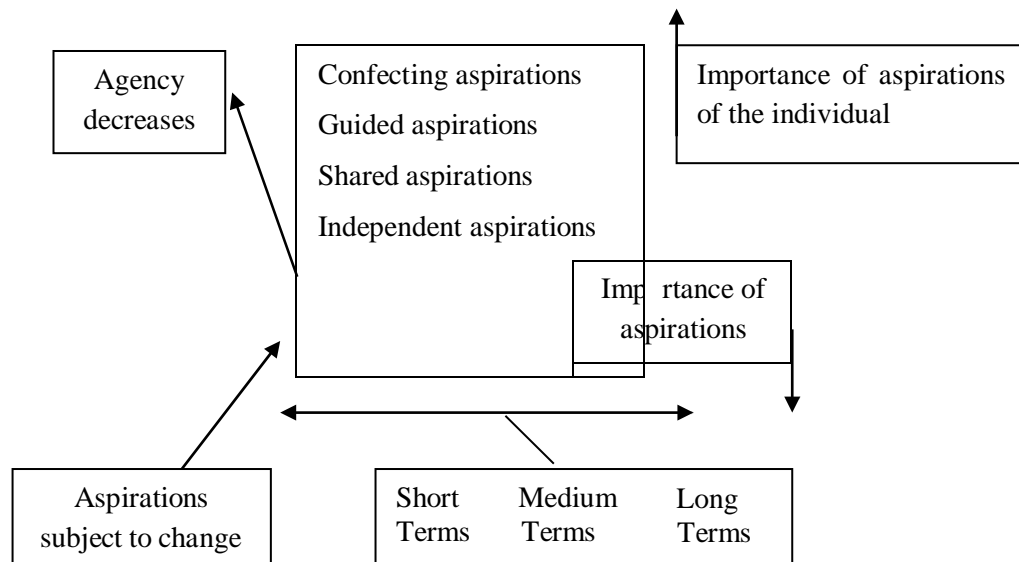 Agency
decreases
Confecting aspirations
Guided aspirations
Shared aspirations
Independent aspirations
Importance of aspirations
of the individual
Imp rtance of
aspirations
Aspirations
subject to change
Short Medium Long
Terms Terms Terms